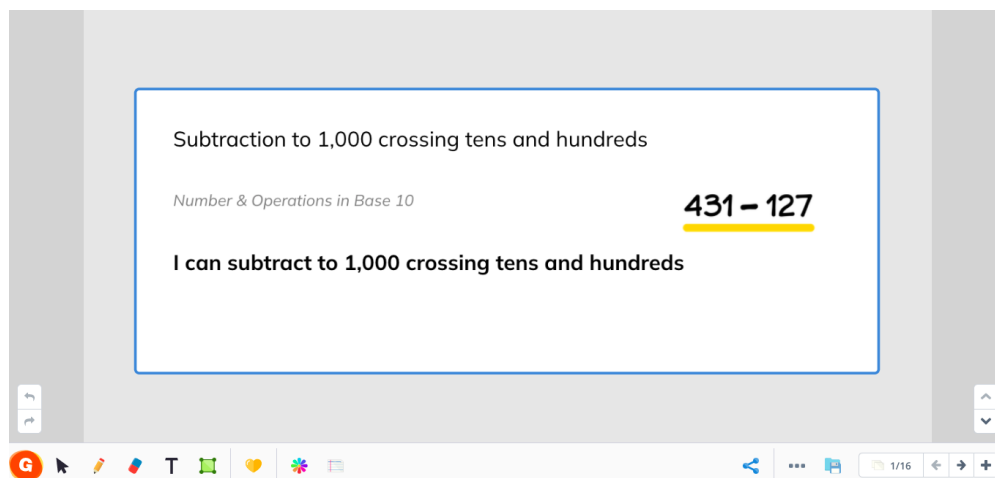 Subtraction to 1,000 crossing tens and hundreds
Number & Operations in Base 10
431 – 127
I can subtract to 1,000 crossing tens and hundreds
G
T
1/16